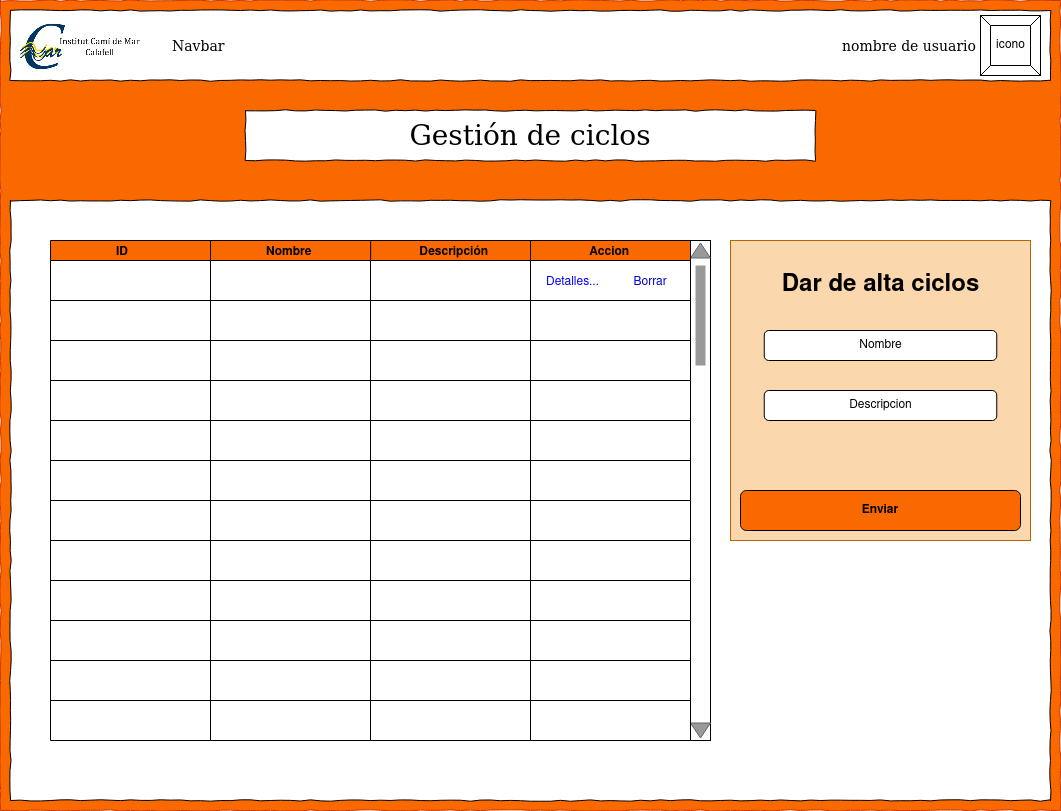 Institut Camí de Mar
Calafell
Navbar
nombre de usuario
icono
Gestión de ciclos
ID Nombre Descripción Accion
Detalles... Borrar
Dar de alta ciclos
Nombre
Descripcion
Enviar